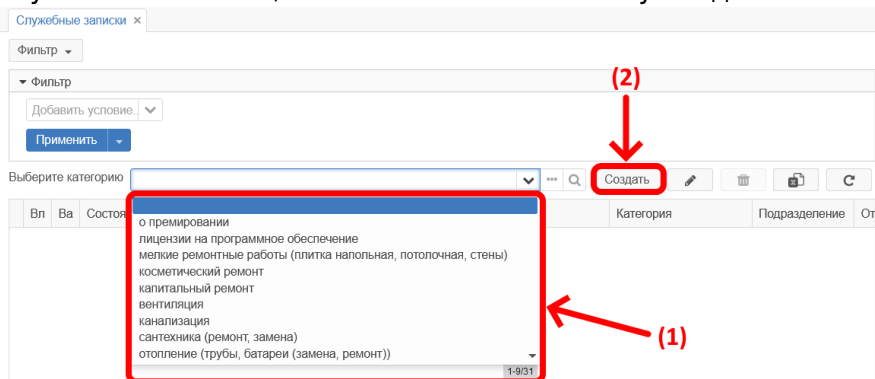 Служебные записки ×
Фильтр
Фильтр
(2)
Добавить условие..
Применить
Выберите категорию
Создать
Вл Ва Состоя Категория Подразделение От
о премировании
лицензии на программное обеспечение
мелкие ремонтные работы (плитка напольная, потолочная, стены)
косметический ремонт
капитальный ремонт
вентиляция
канализация
(1)
сантехника (ремонт, замена)
отопление (трубы, батареи (замена, ремонт))
1-9/31